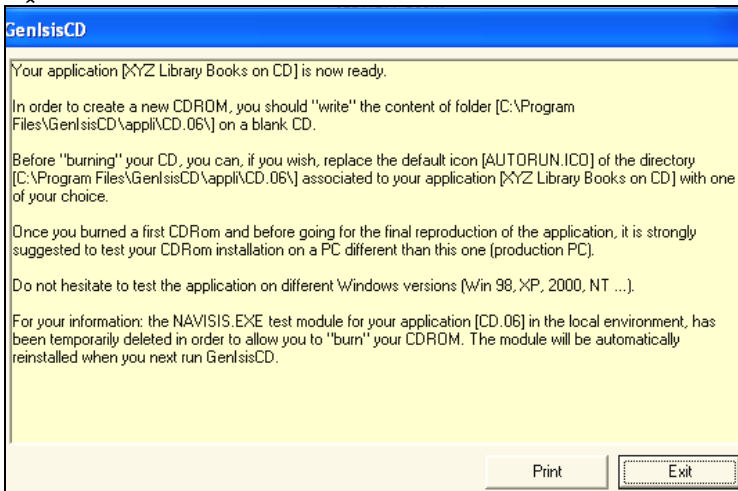 GenIsisCD
Your application [XYZ Library Books on CD] is now ready.
In order to create a new CDROM, you should "write" the content of folder [C:\Program
Files\GenIsisCD\appli\CD.06\] on a blank CD.
Before "burning" your CD, you can, if you wish, replace the default icon [AUTORUN.ICO] of the directory
[C:\Program Files\GenIsisCD\appli\CD.06\] associated to your application [XYZ Library Books on CD] with one
of your choice.
Once you burned a first CDRom and before going for the final reproduction of the application, it is strongly
suggested to test your CDRom installation on a PC different than this one (production PC).
Do not hesitate to test the application on different Windows versions (Win 98, XP, 2000, NT ...).
For your information: the NAVISIS.EXE test module for your application [CD.06] in the local environment, has
been temporarily deleted in order to allow you to "burn" your CDROM. The module will be automatically
reinstalled when you next run GenIsisCD.
Print Exit